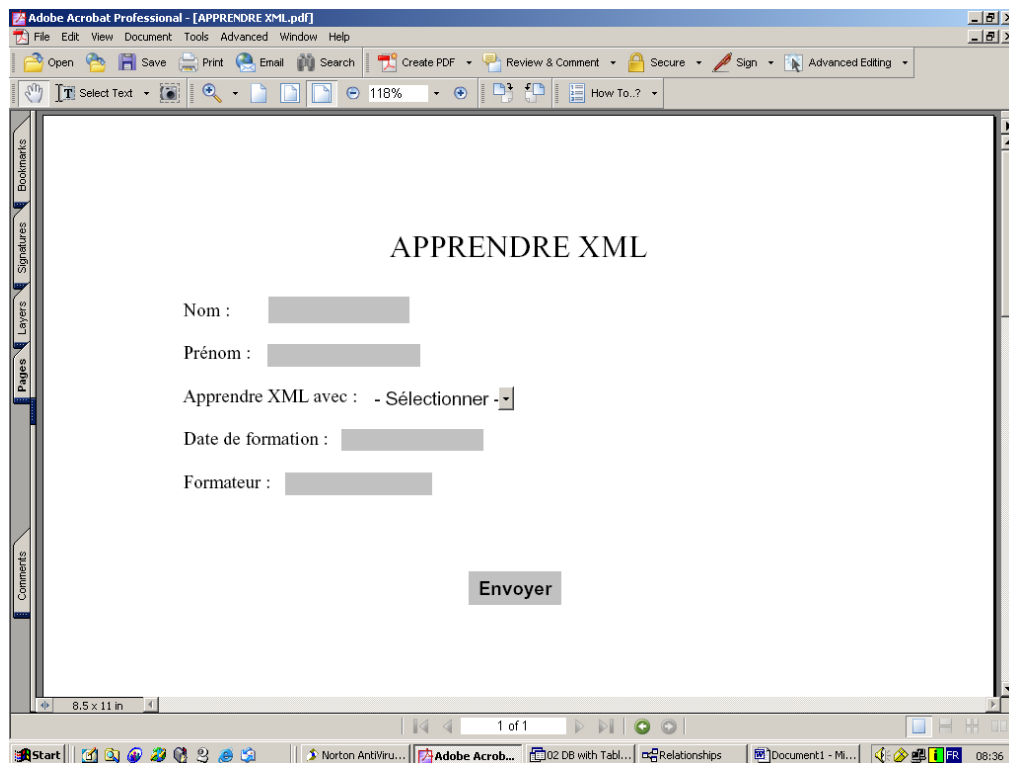 Adobe Acrobat Professional - [APPRENDRE XML.pdf]
File Edit View Document Tools Advanced Window Help
Open Save Print Email Search Create PDF Review & Comment Secure Sign Advanced Editing
Select Text 118% How To..?
Bookmarks
Signatures
Layers
Pages
Comments
APPRENDRE XML
Nom :
Prénom :
Apprendre XML avec : - Sélectionner -
Date de formation :
Formateur :
Envoyer
8.5 x 11 in
1 of 1
Start Norton AntiViru... Adobe Acrob... 02 DB with Tabl... Relationships Document1 - Mi... FR 08:36